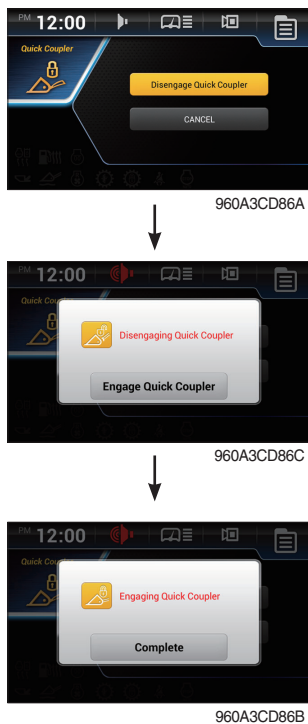 PM 12:00
Quick Coupler
Disengage Quick Coupler
CANCEL
960A3CD86A
PM 12:00
Quick Coupler
Disengaging Quick Coupler
Engage Quick Coupler
960A3CD86C
PM 12:00
Quick
Engaging Quick Coupler
Complete
960A3CD86B